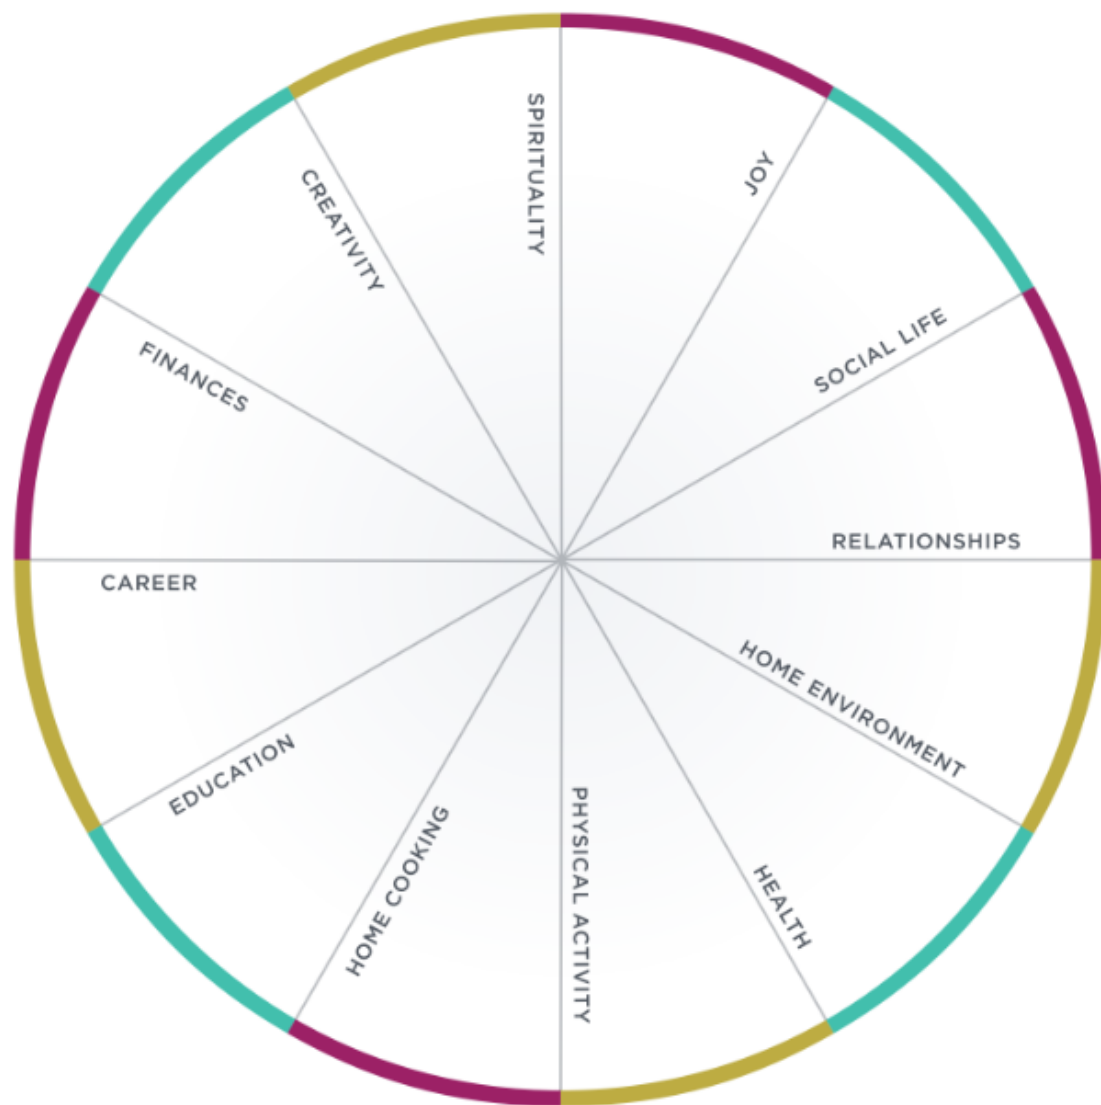 SPIRITUALITY
JOY
SOCIAL LIFE
RELATIONSHIPS
HOME ENVIRONMENT
HEALTH
PHYSICAL ACTIVITY
HOME COOKING
EDUCATION
CAREER
FINANCES
CREATIVITY